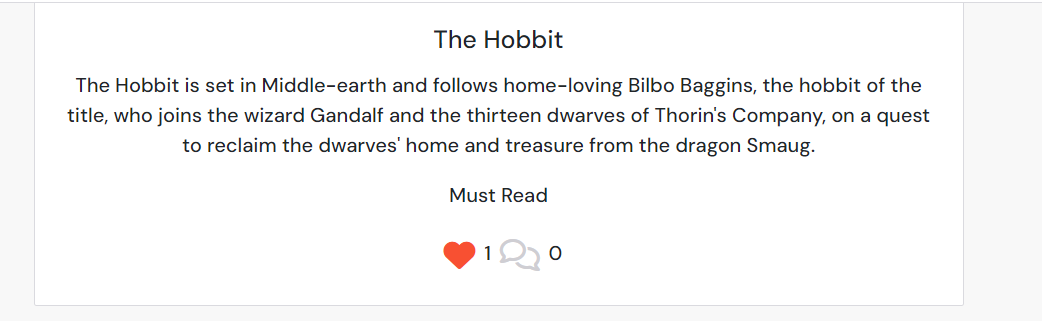 The Hobbit
The Hobbit is set in Middle-earth and follows home-loving Bilbo Baggins, the hobbit of the
title, who joins the wizard Gandalf and the thirteen dwarves of Thorin's Company, on a quest
to reclaim the dwarves' home and treasure from the dragon Smaug.
Must Read
1 0